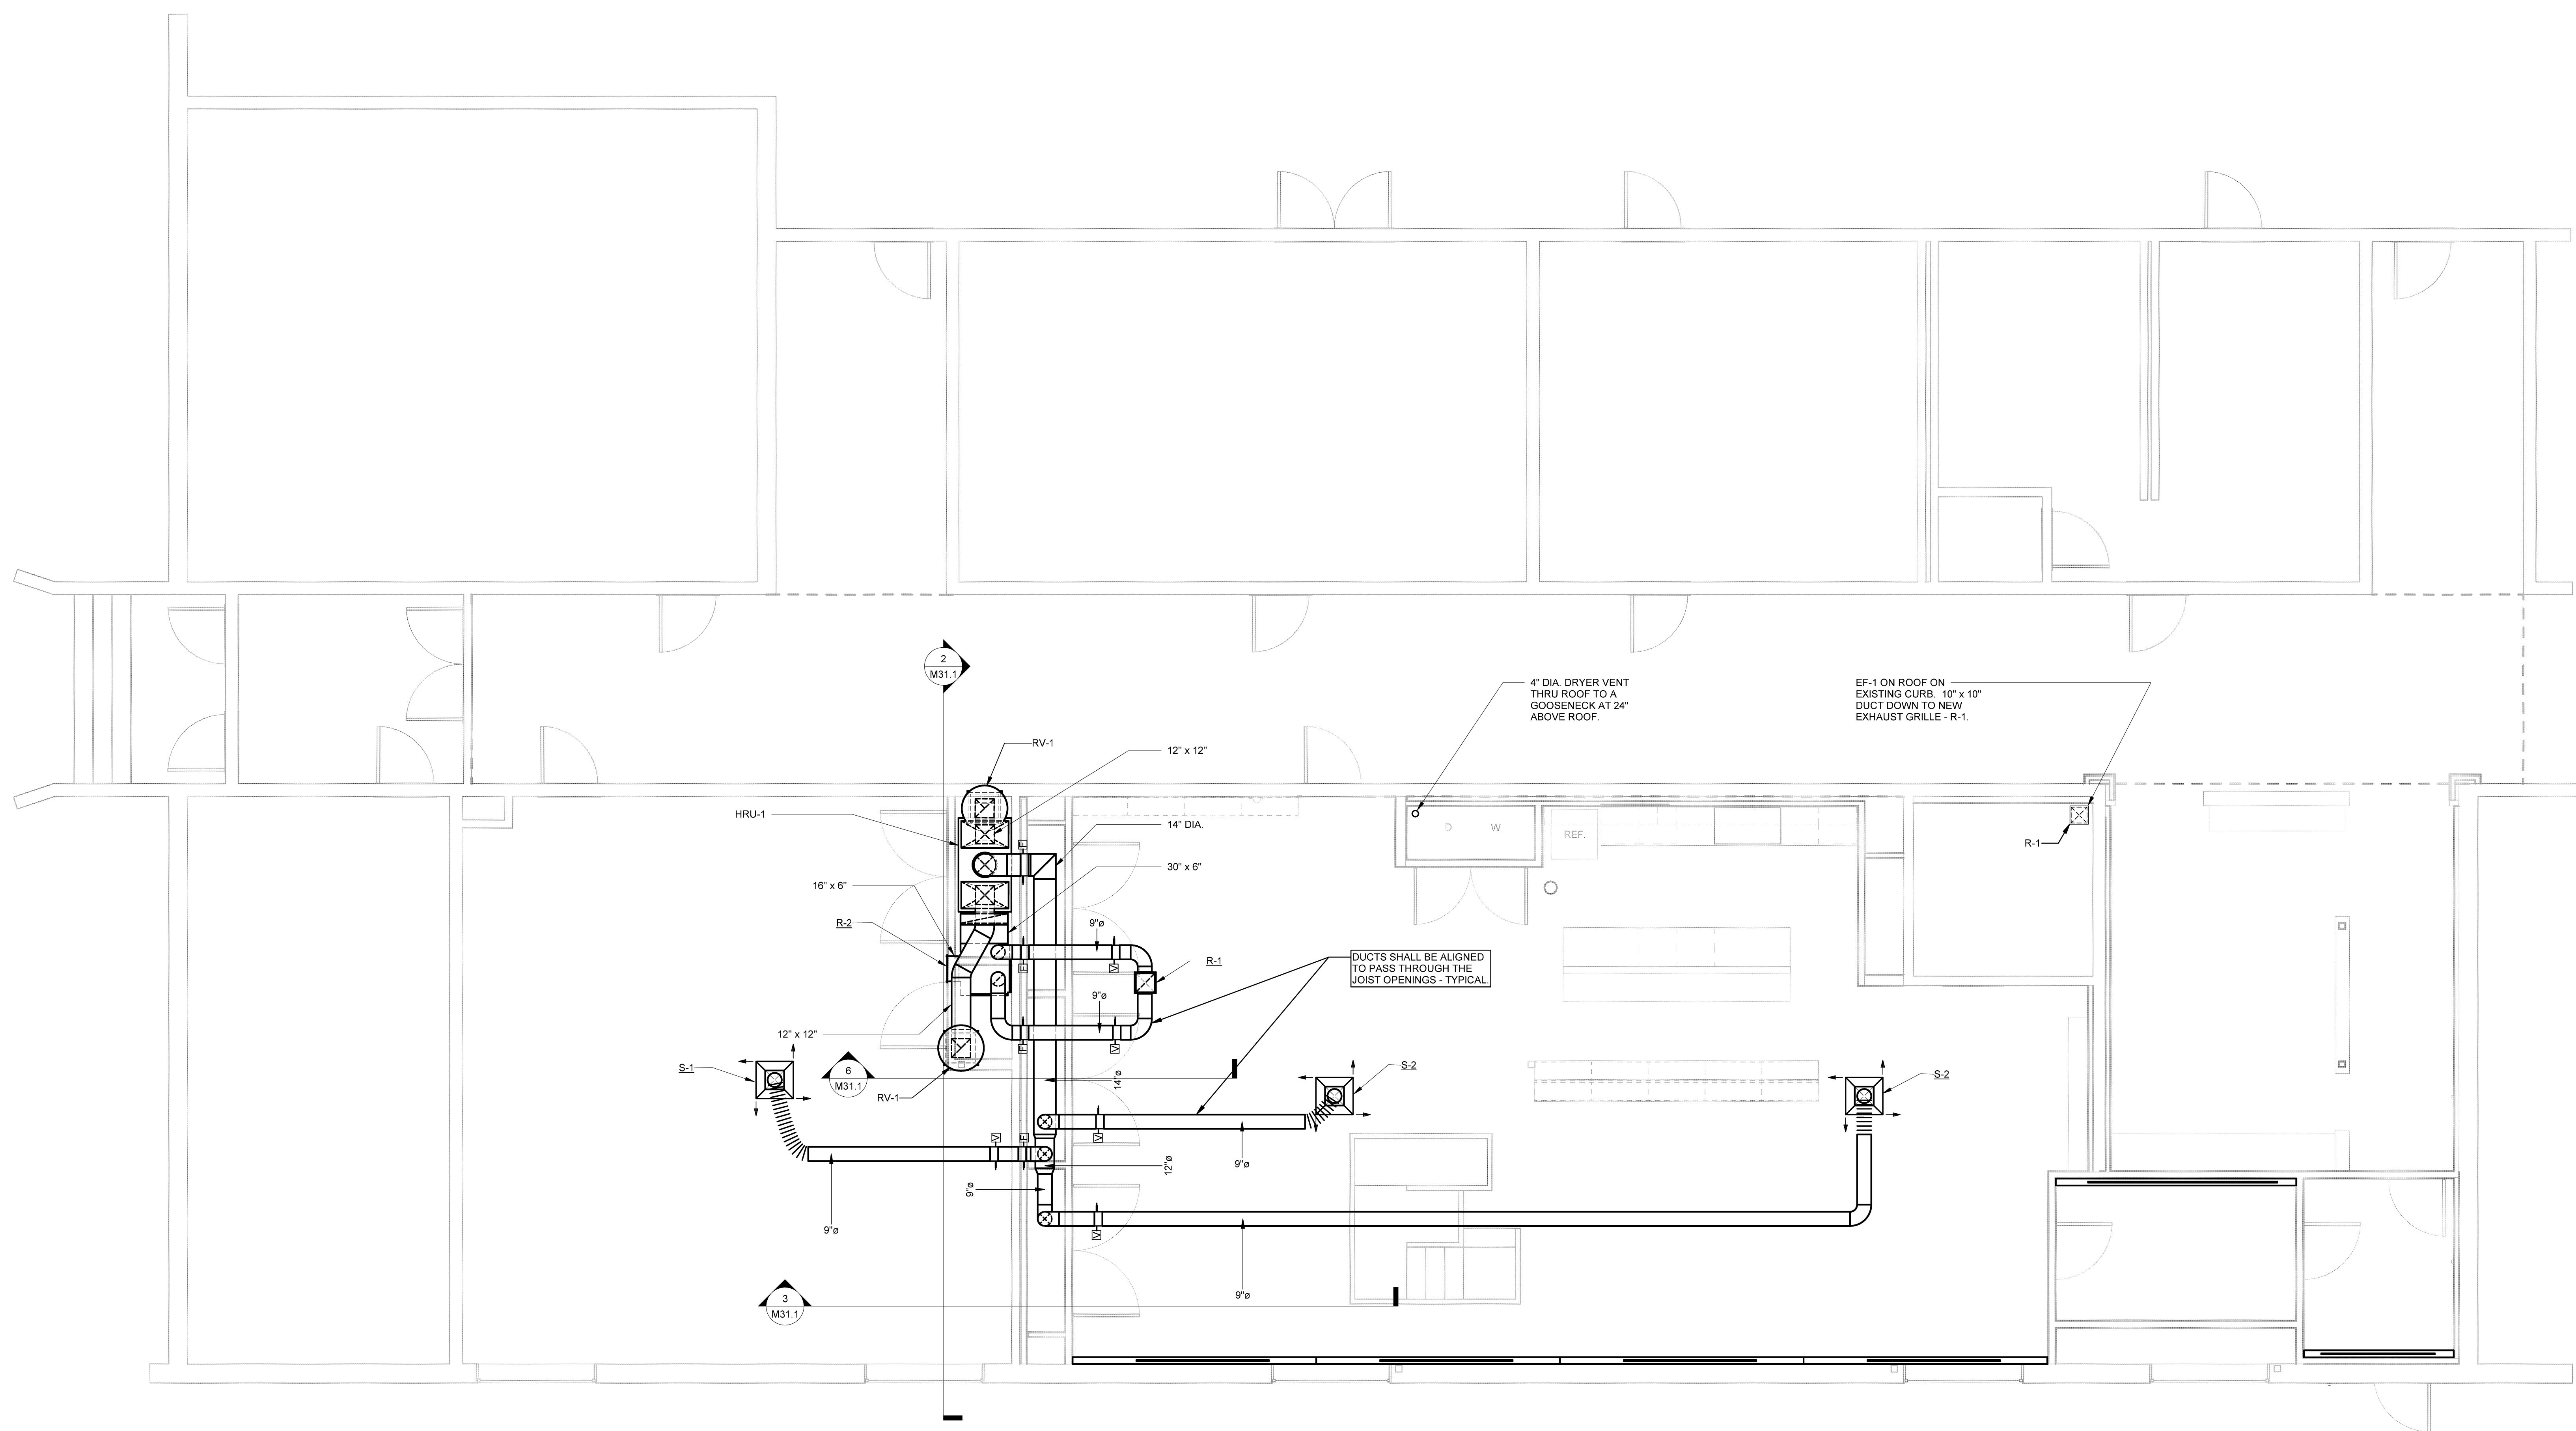 2
M31.1
4" DIA. DRYER VENT
THRU ROOF TO A
GOOSENECK AT 24"
ABOVE ROOF.
EF-1 ON ROOF ON
EXISTING CURB. 10" x 10"
DUCT DOWN TO NEW
EXHAUST GRILLE - R-1.
RV-1
12" x 12"
HRU-1
14" DIA.
F
D
W
REF.
R-1
30" x 6"
16" x 6"
R-2
9"ø
F
V
R-1
DUCTS SHALL BE ALIGNED
TO PASS THROUGH THE
JOIST OPENINGS - TYPICAL.
9"ø
12" x 12"
F
V
S-1
6
M31.1
14"ø
S-2
S-2
RV-1
V
F
V
12"ø
9"ø
9"ø
9"ø
V
9"ø
3
M31.1